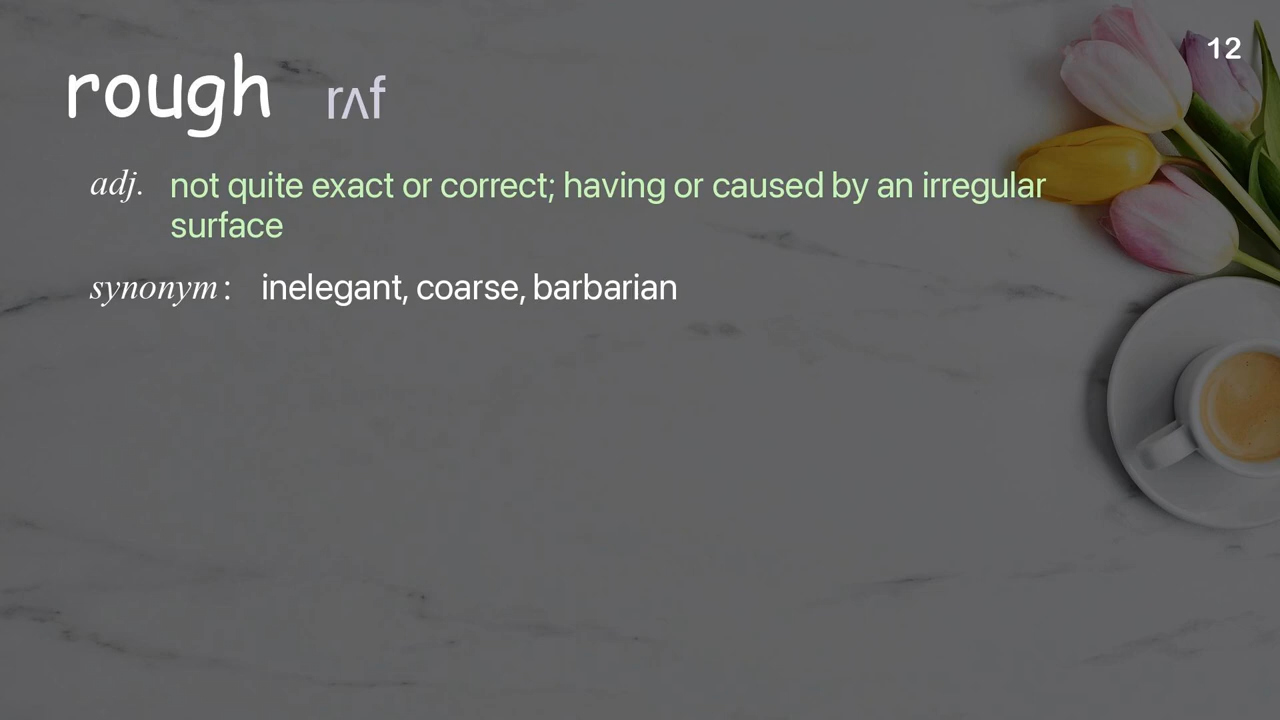 12
rough rʌf
adj. not quite exact or correct; having or caused by an irregular
surface
synonym: inelegant, coarse, barbarian